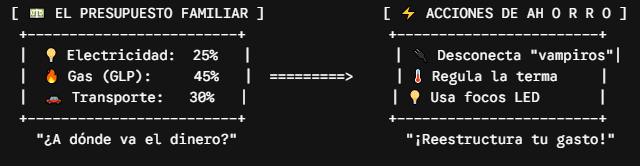 [ 💵 EL PRESUPUESTO FAMILIAR ]
+-------------------------+
| 💡 Electricidad: 25% |
| 🔥 Gas (GLP): 45% |
| 🚗 Transporte: 30% |
+-------------------------+
"¿A dónde va el dinero?"
=========>
[ ⚡ ACCIONES DE AH O R R O ]
+------------------------+
| 🔌 Desconecta "vampiros"|
| 🌡️ Regula la terma |
| 💡 Usa focos LED |
+------------------------+
"¡Reestructura tu gasto!"